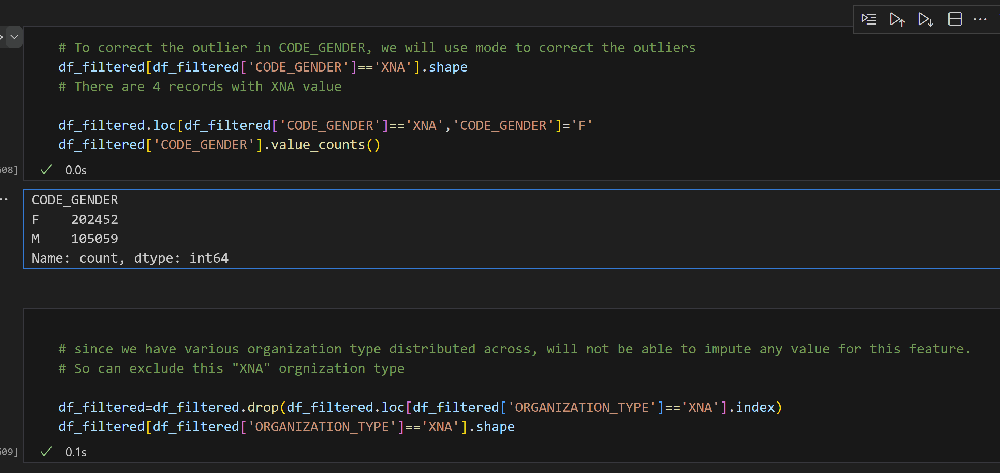 # To correct the outlier in CODE_GENDER, we will use mode to correct the outliers
df_filtered[df_filtered['CODE_GENDER']=='XNA'].shape
# There are 4 records with XNA value
df_filtered.loc[df_filtered['CODE_GENDER']=='XNA','CODE_GENDER']='F'
df_filtered['CODE_GENDER'].value_counts()
08]
0.0s
CODE_GENDER
F    202452
M    105059
Name: count, dtype: int64
# since we have various organization type distributed across, will not be able to impute any value for this feature.
# So can exclude this "XNA" orgnization type
df_filtered=df_filtered.drop(df_filtered.loc[df_filtered['ORGANIZATION_TYPE']=='XNA'].index)
df_filtered[df_filtered['ORGANIZATION_TYPE']=='XNA'].shape
09]
0.1s